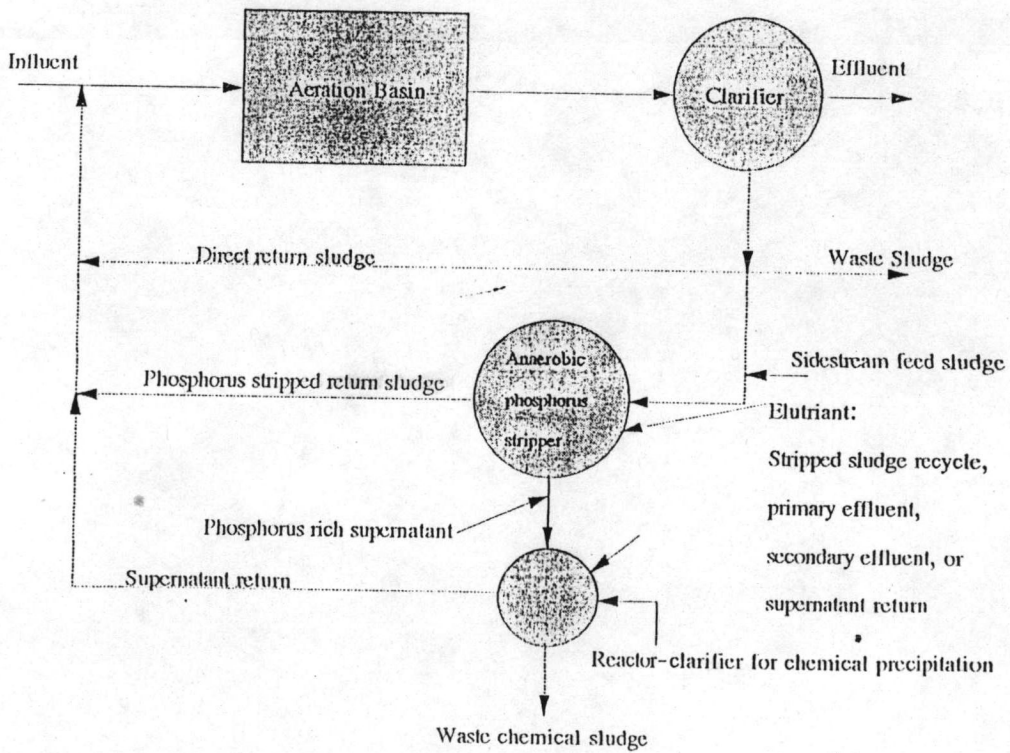 Influent
Aeration Basin
Clarifier
Effluent
Direct return sludge
Waste Sludge
Anaerobic
phosphorus
stripper
Sidestream feed sludge
Phosphorus stripped return sludge
Elutriant:
Stripped sludge recycle,
primary effluent,
secondary effluent, or
supernatant return
Phosphorus rich supernatant
Supernatant return
Reactor-clarifier for chemical precipitation
Waste chemical sludge